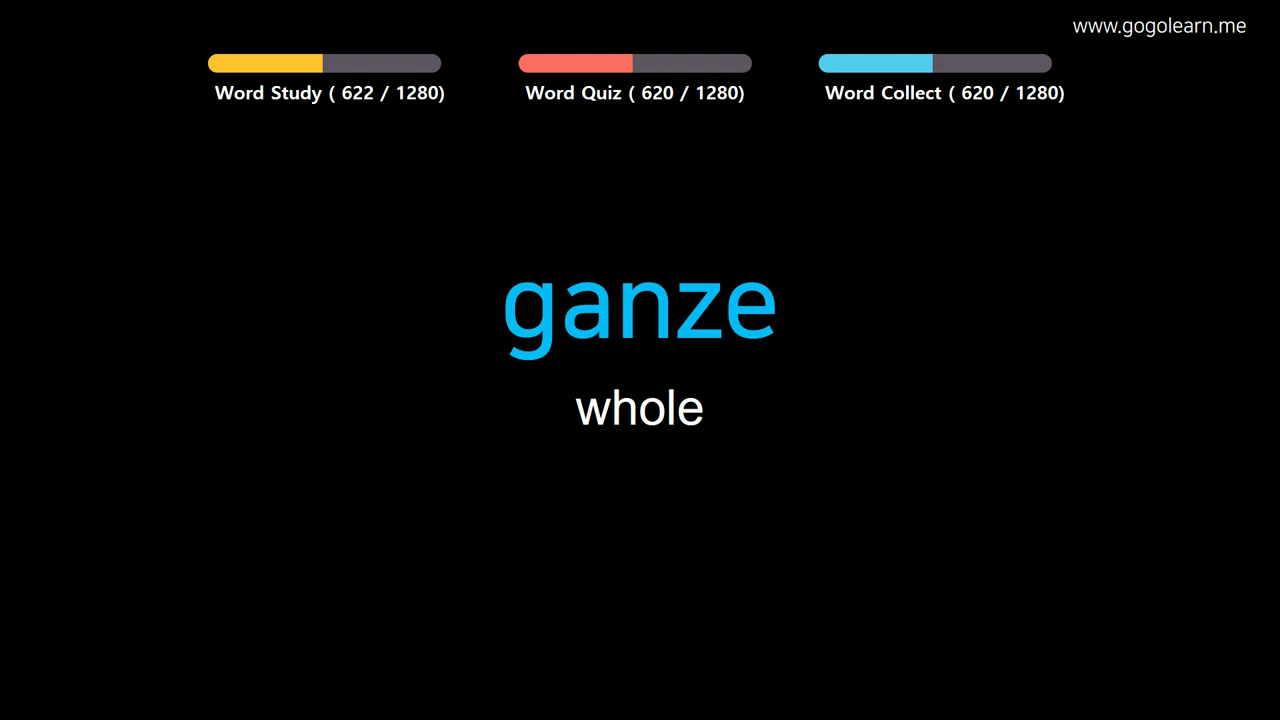 www.gogolearn.me
Word Study ( 622 / 1280)
Word Quiz ( 620 / 1280)
Word Collect ( 620 / 1280)
ganze
whole